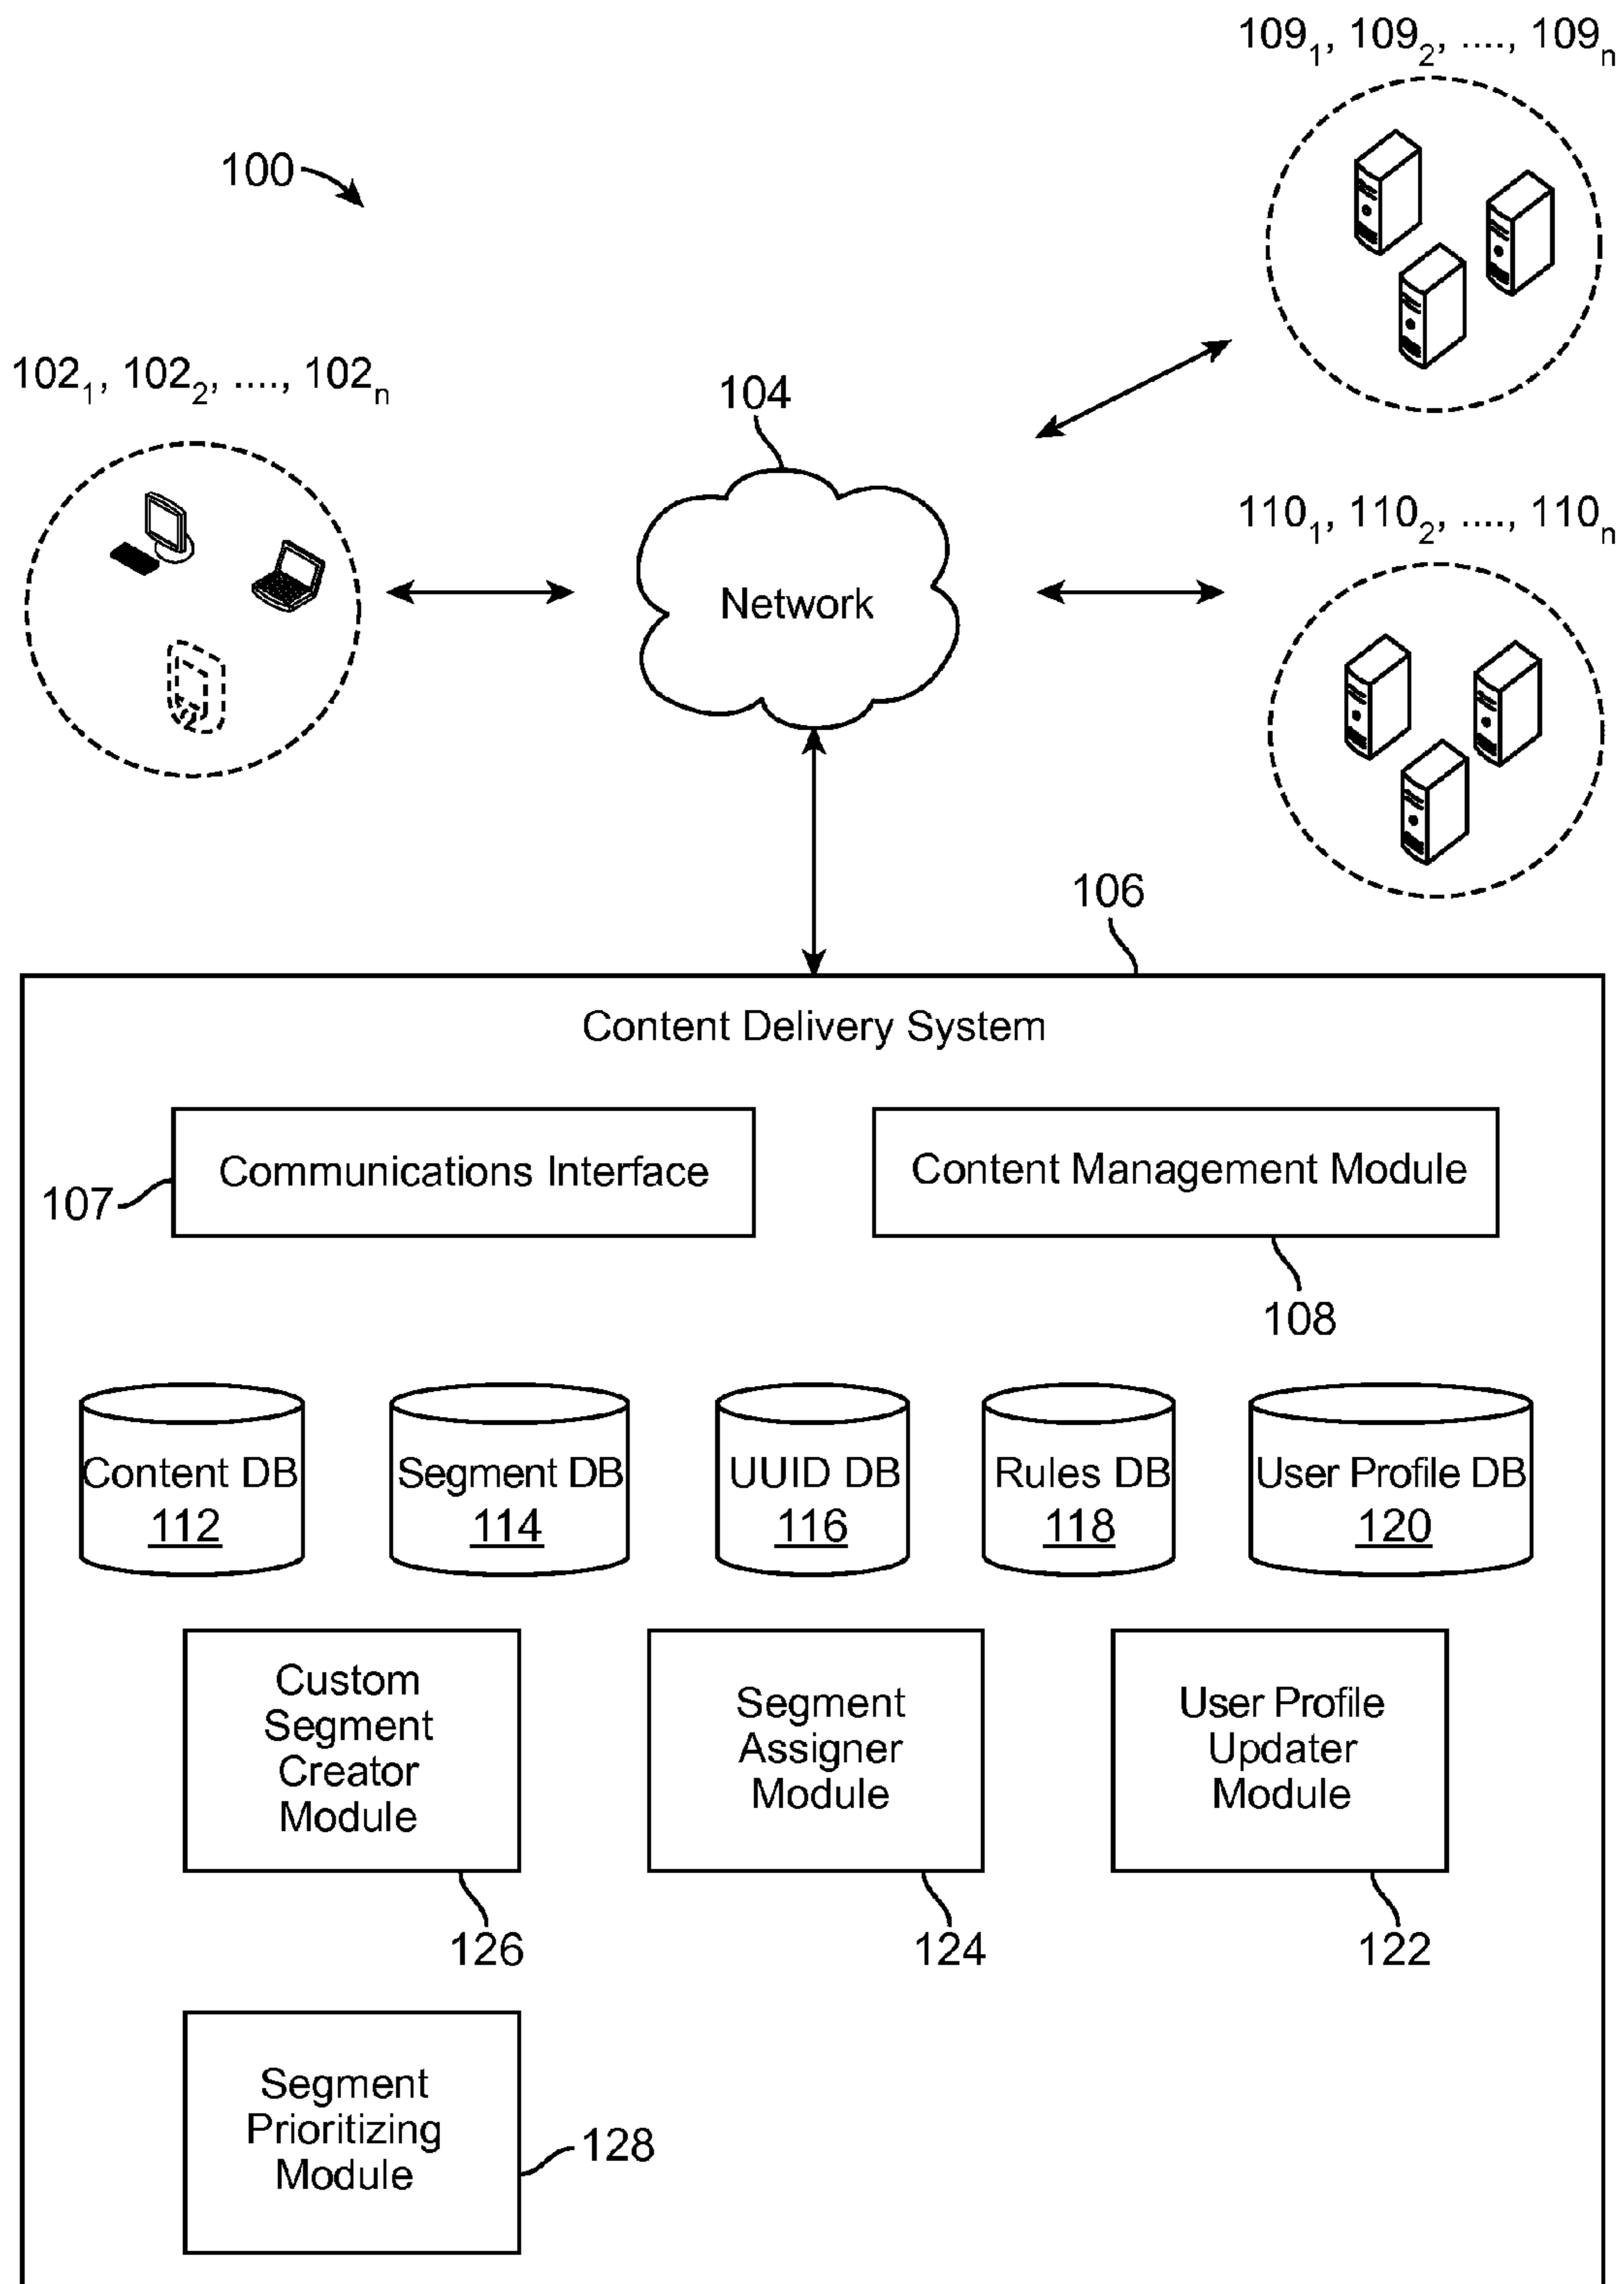 109₁, 109₂, ...., 109ₙ
100
102₁, 102₂, ...., 102ₙ
104
Network
110₁, 110₂, ...., 110ₙ
106
Content Delivery System
Communications Interface
Content Management Module
107
108
Content DB
112
Segment DB
114
UUID DB
116
Rules DB
118
User Profile DB
120
Custom
Segment
Creator
Module
Segment
Assigner
Module
User Profile
Updater
Module
126
124
122
Segment
Prioritizing
Module
128